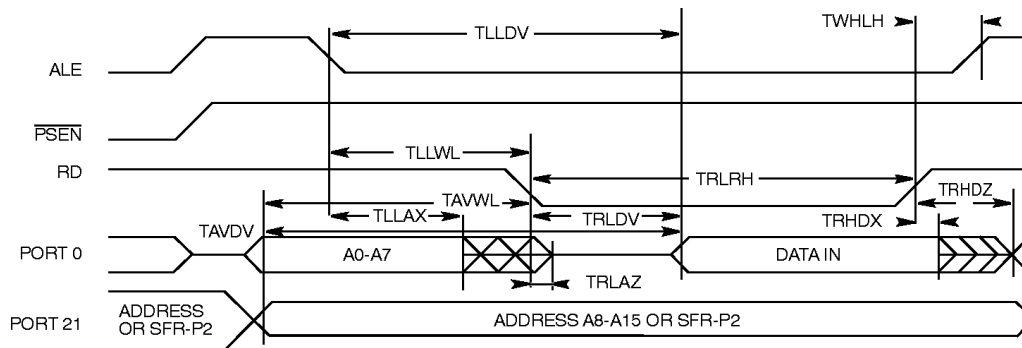 TLLDV
TWHLH
ALE
PSEN
TLLWL
RD
TRLRH
TAVWL
TRHDZ
TLLAX
TRLDV
TRHDX
TAVDV
PORT 0
A0-A7
DATA IN
TRLAZ
ADDRESS
OR SFR-P2
PORT 21
ADDRESS A8-A15 OR SFR-P2